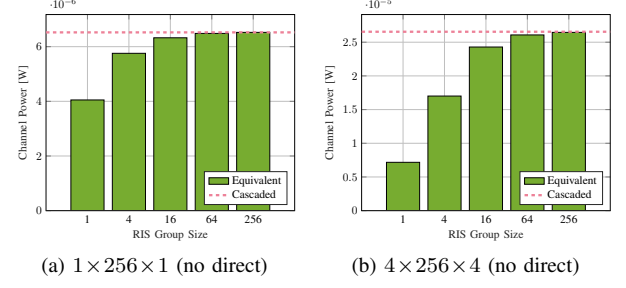 ·10⁻⁶
6
4
2
0
Channel Power [W]
1 4 16 64 256
RIS Group Size
Equivalent
Cascaded
(a) 1×256×1 (no direct)
·10⁻⁵
2.5
2
1.5
1
0.5
0
Channel Power [W]
1 4 16 64 256
RIS Group Size
Equivalent
Cascaded
(b) 4×256×4 (no direct)